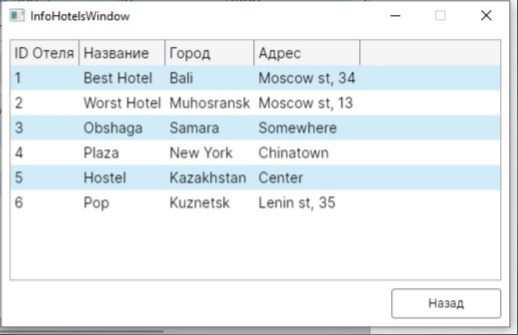 InfoHotelsWindow
ID Отеля Название Город Адрес
1 Best Hotel Bali Moscow st, 34
2 Worst Hotel Muhosransk Moscow st, 13
3 Obshaga Samara Somewhere
4 Plaza New York Chinatown
5 Hostel Kazakhstan Center
6 Pop Kuznetsk Lenin st, 35
Назад